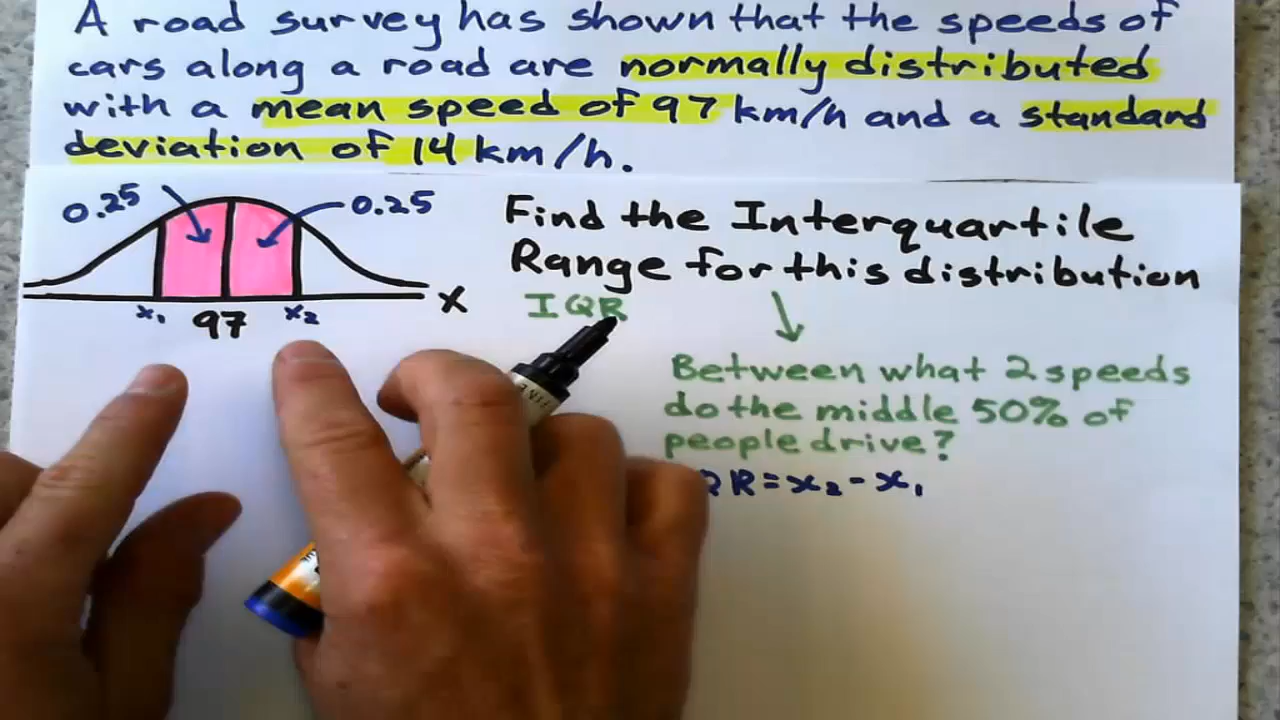 A road survey has shown that the speeds of
cars along a road are normally distributed
with a mean speed of 97 km/h and a standard
deviation of 14 km/h.
0.25
0.25
x₁ 97 x₂
x
Find the Interquartile
Range for this distribution
IQR
Between what 2 speeds
do the middle 50% of
people drive?
QR = x₂ - x₁
FINE